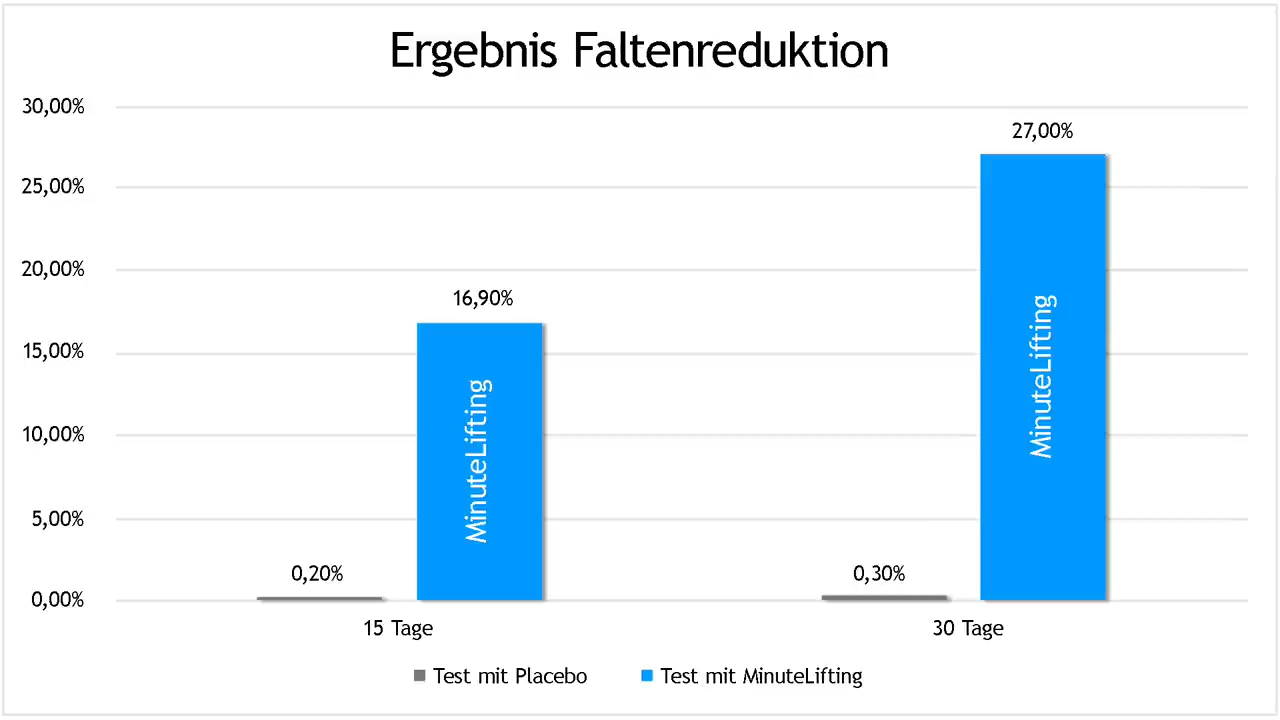 Ergebnis Faltenreduktion
30,00%
25,00%
20,00%
15,00%
10,00%
5,00%
0,00%
0,20%
16,90%
MinuteLifting
0,30%
27,00%
MinuteLifting
15 Tage
30 Tage
Test mit Placebo
Test mit MinuteLifting